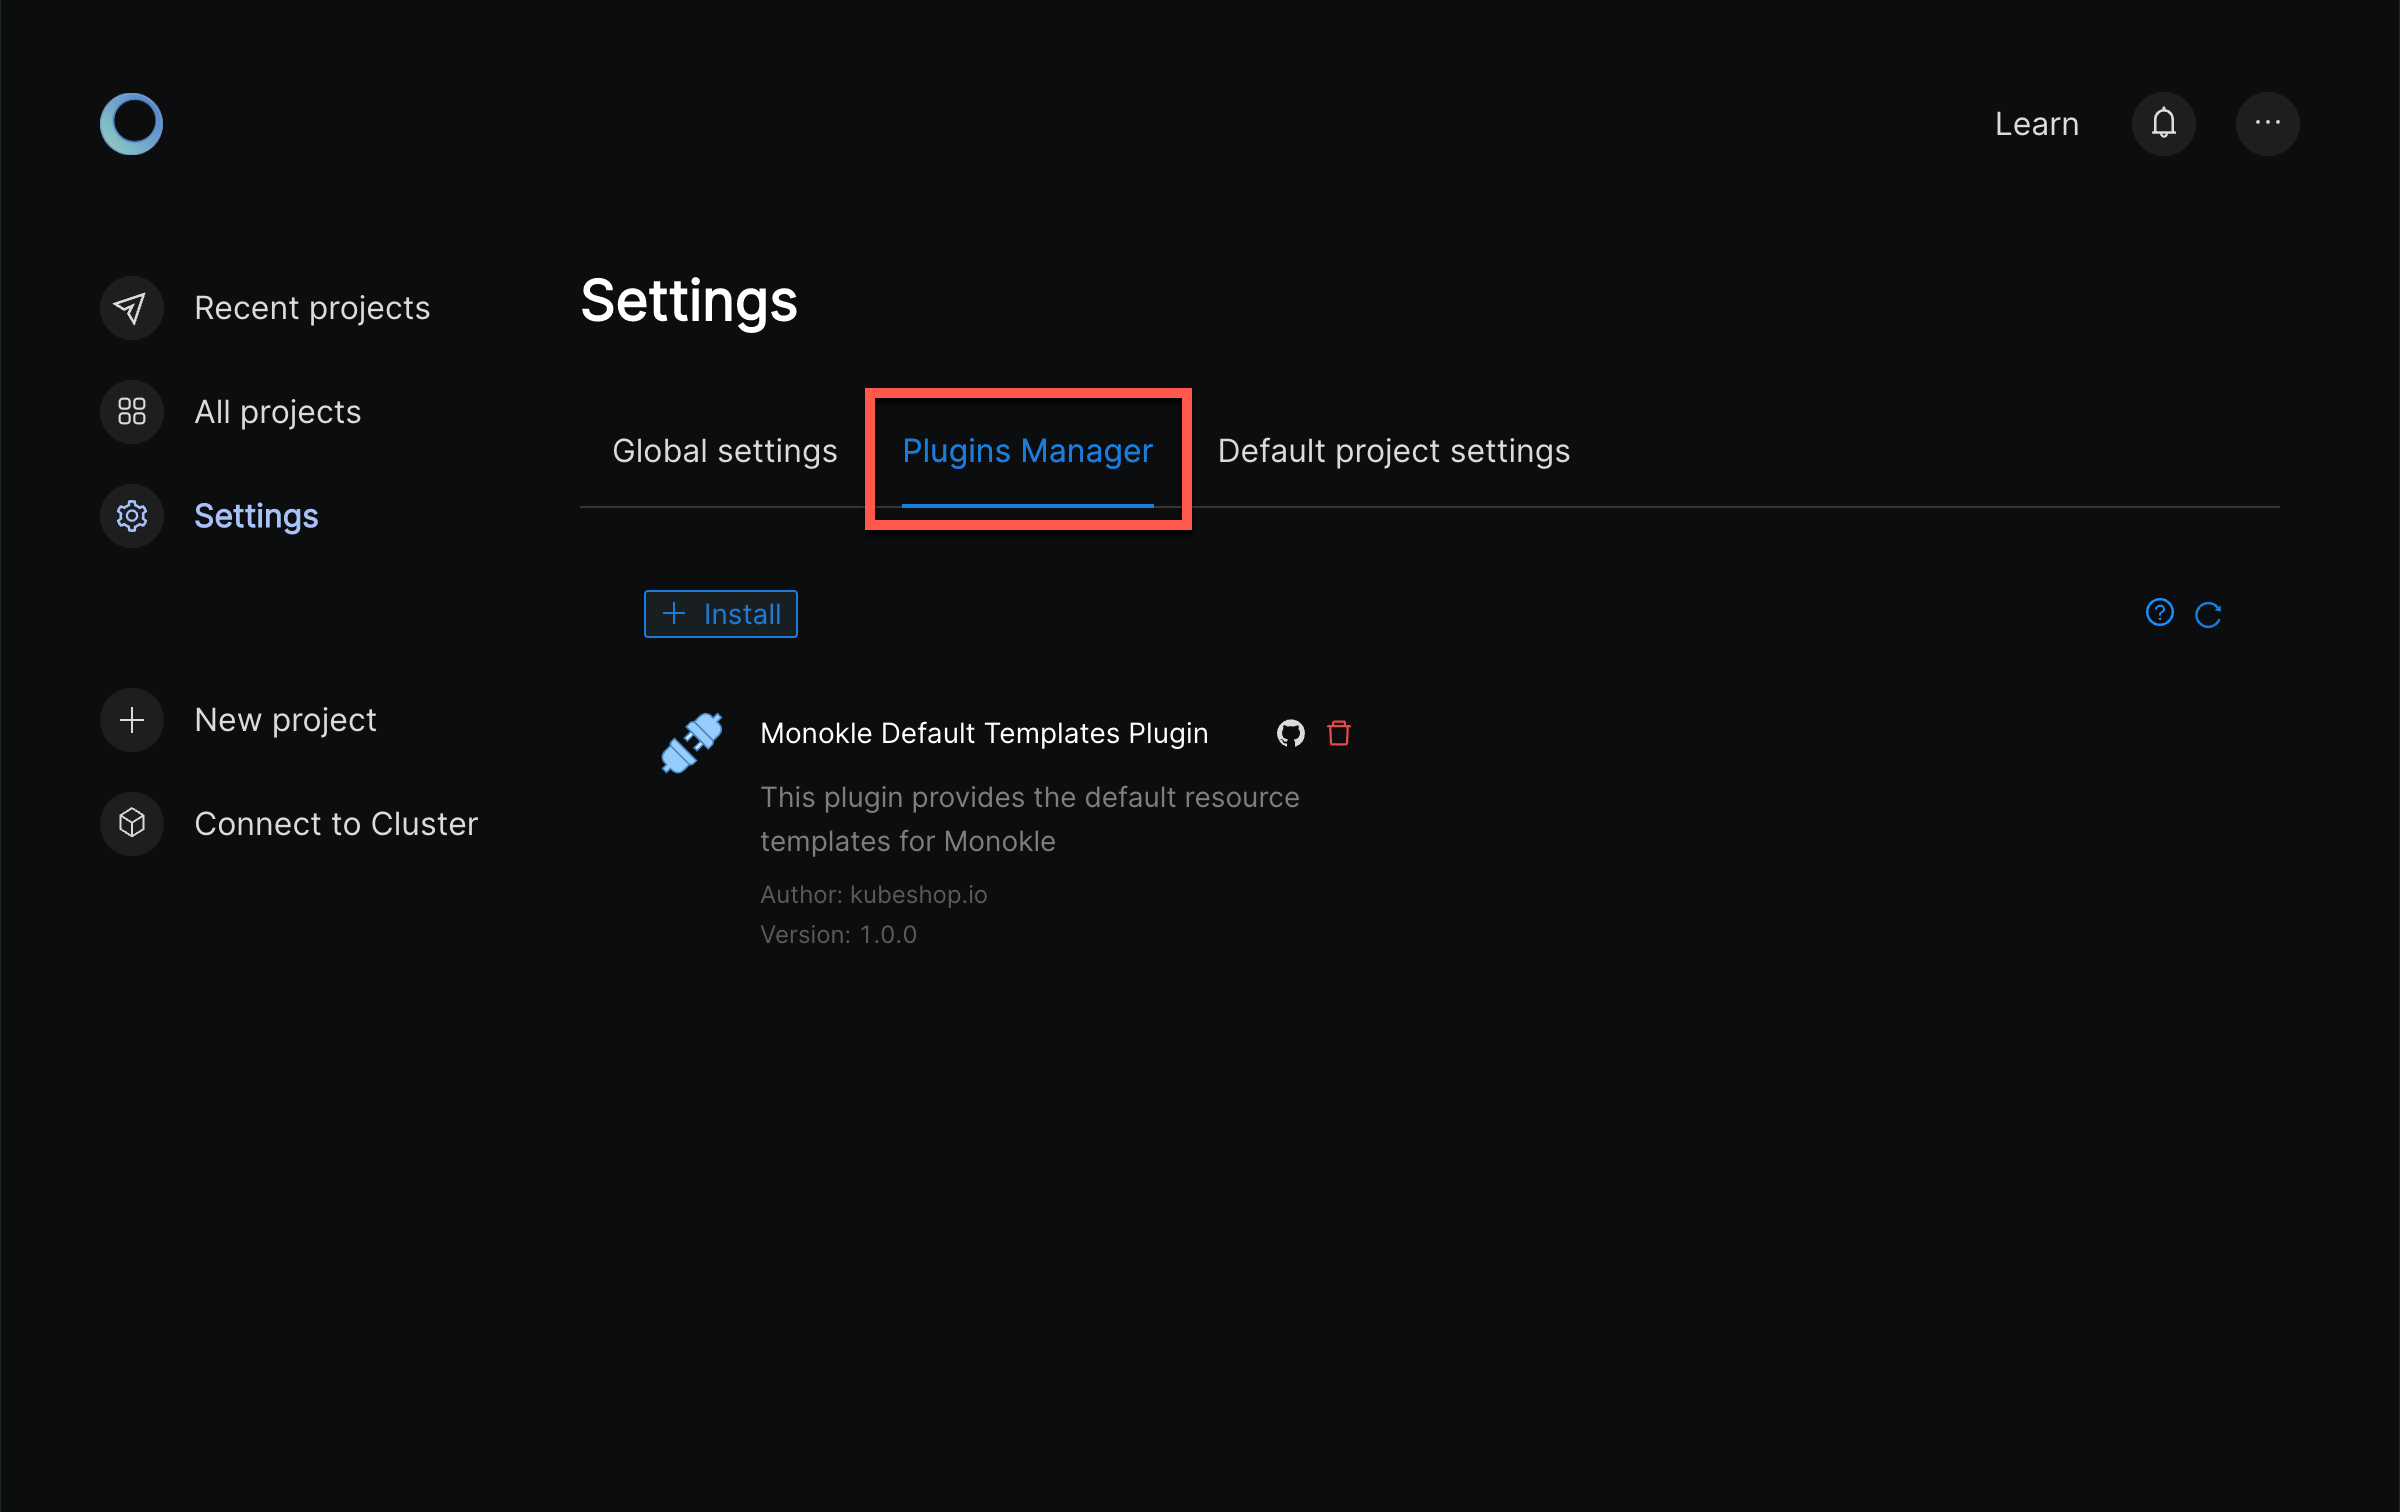 Learn
Recent projects
All projects
Settings
New project
Connect to Cluster
Settings
Global settings
Plugins Manager
Default project settings
Install
Monokle Default Templates Plugin
This plugin provides the default resource
templates for Monokle
Author: kubeshop.io
Version: 1.0.0